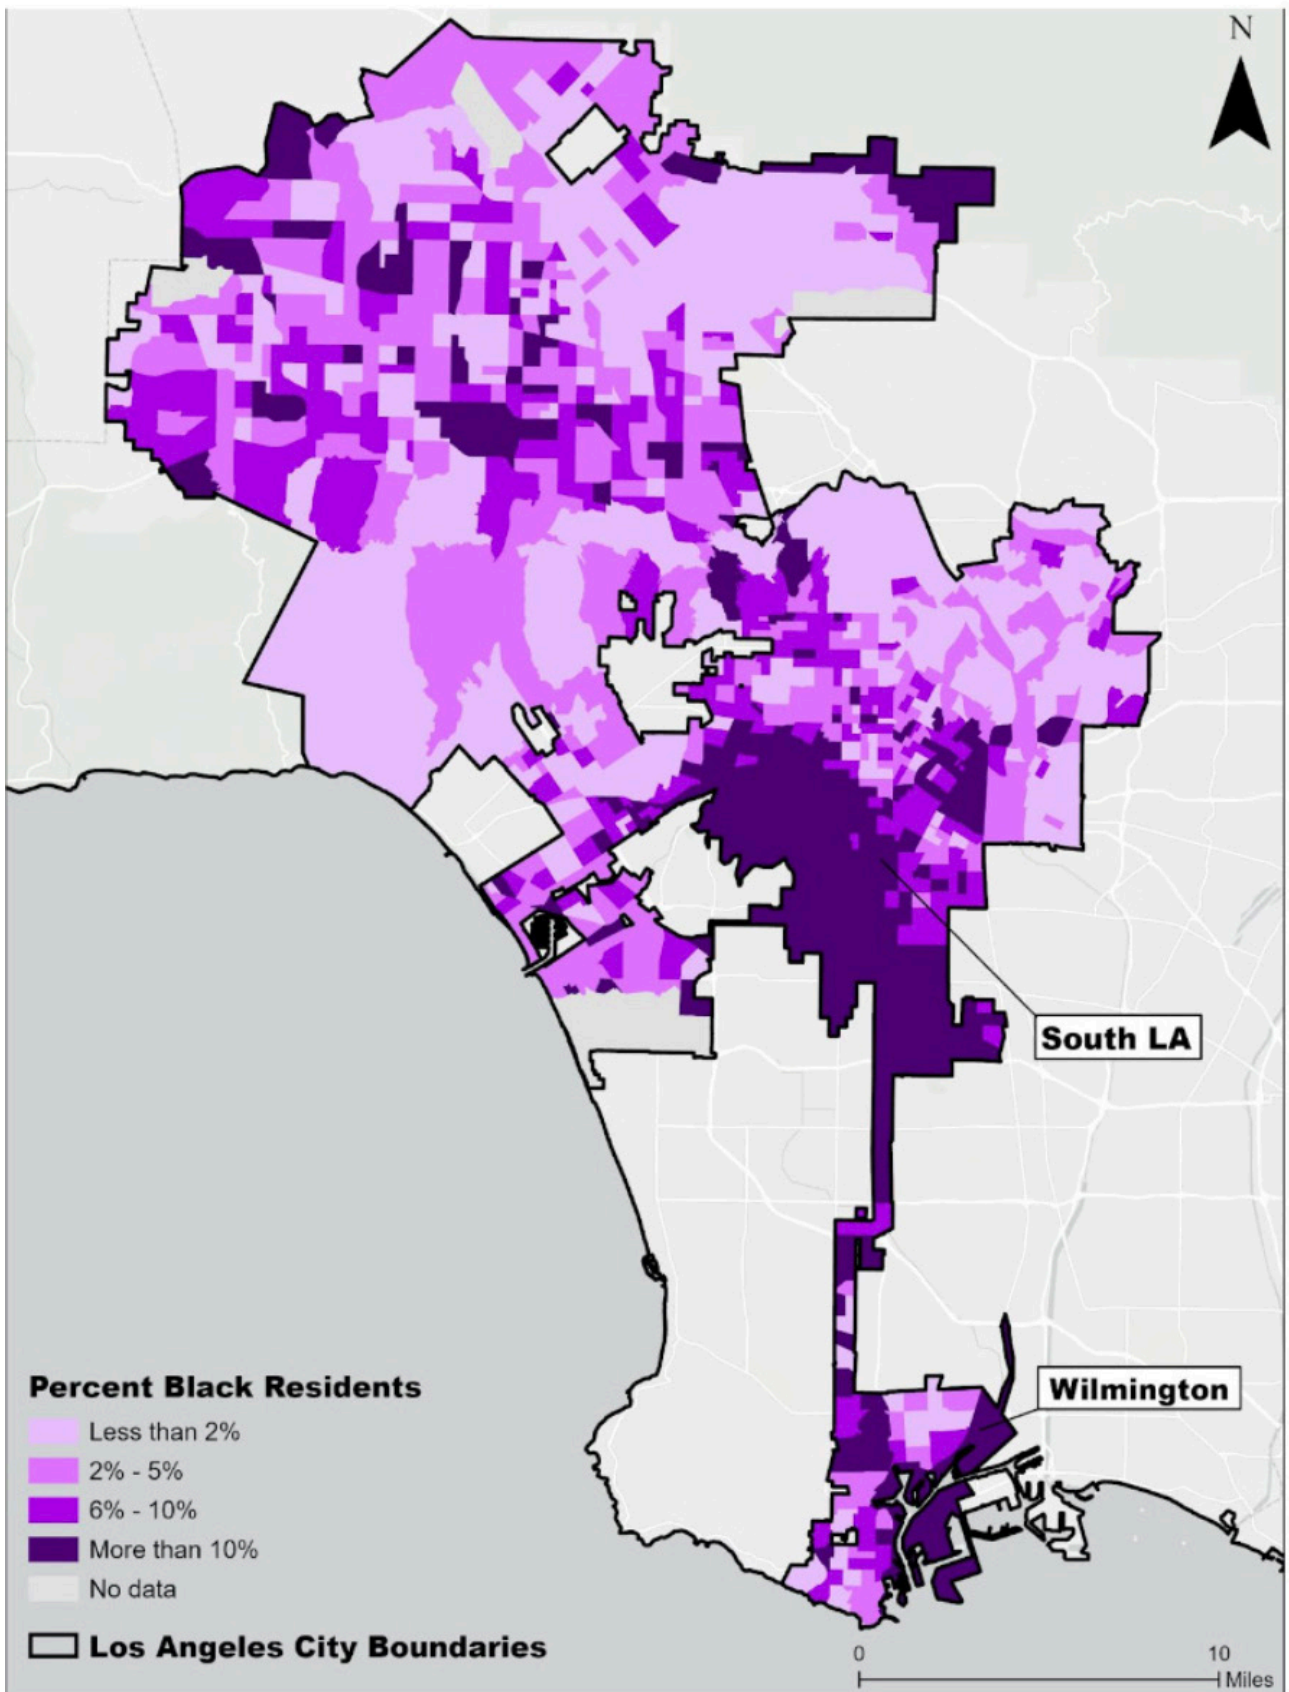 N
South LA
Wilmington
Percent Black Residents
Less than 2%
2% - 5%
6% - 10%
More than 10%
No data
Los Angeles City Boundaries
0 10
Miles